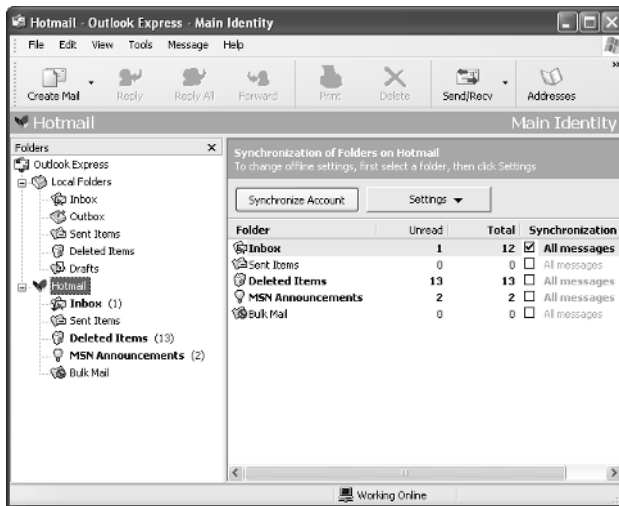 Hotmail - Outlook Express - Main Identity
File Edit View Tools Message Help
Create Mail Reply Reply All Forward Print Delete Send/Recv Addresses
Hotmail Main Identity
Folders
Outlook Express
Local Folders
Inbox
Outbox
Sent Items
Deleted Items
Drafts
Hotmail
Inbox (1)
Sent Items
Deleted Items (13)
MSN Announcements (2)
Bulk Mail
Synchronization of Folders on Hotmail
To change offline settings, first select a folder, then click Settings
Synchronize Account Settings
Folder Unread Total Synchronization
Inbox 1 12 All messages
Sent Items 0 0 All messages
Deleted Items 13 13 All messages
MSN Announcements 2 2 All messages
Bulk Mail 0 0 All messages
Working Online